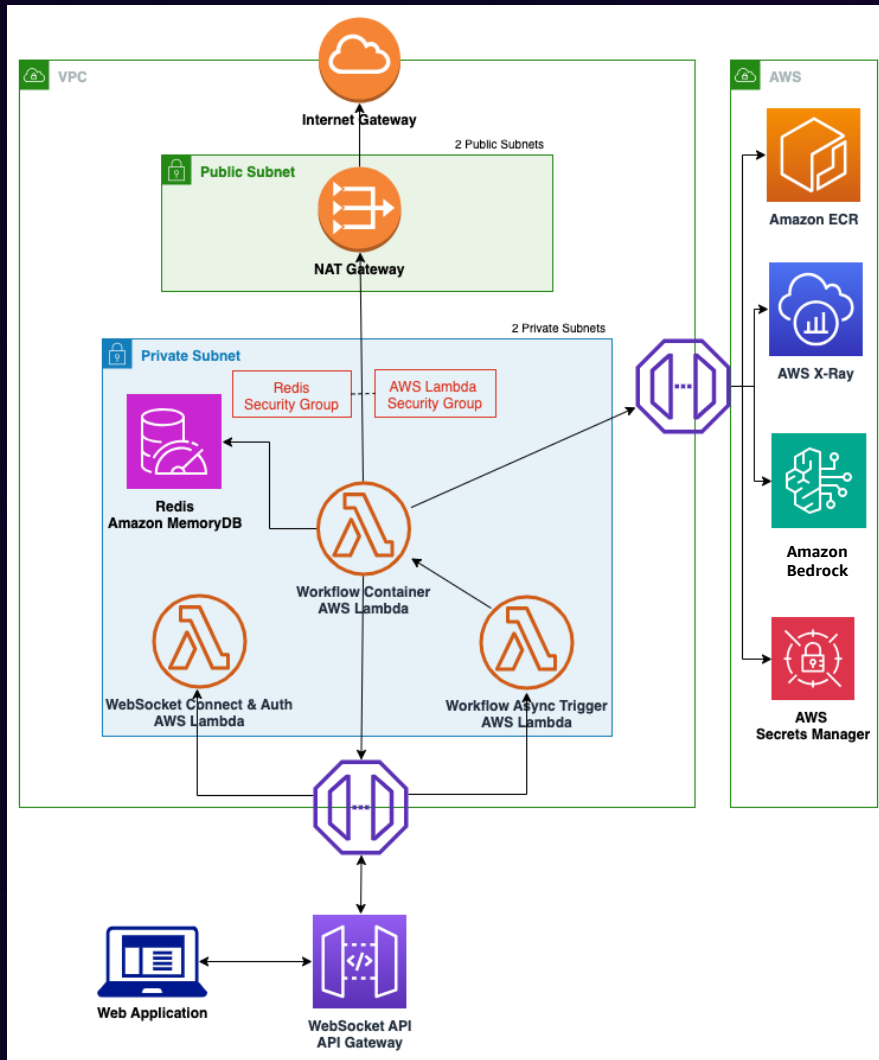 VPC
AWS
Internet Gateway
2 Public Subnets
Public Subnet
NAT Gateway
Amazon ECR
2 Private Subnets
Private Subnet
Redis
Security Group
AWS Lambda
Security Group
AWS X-Ray
Redis
Amazon MemoryDB
Amazon
Bedrock
Workflow Container
AWS Lambda
WebSocket Connect & Auth
AWS Lambda
Workflow Async Trigger
AWS Lambda
AWS
Secrets Manager
Web Application
WebSocket API
API Gateway